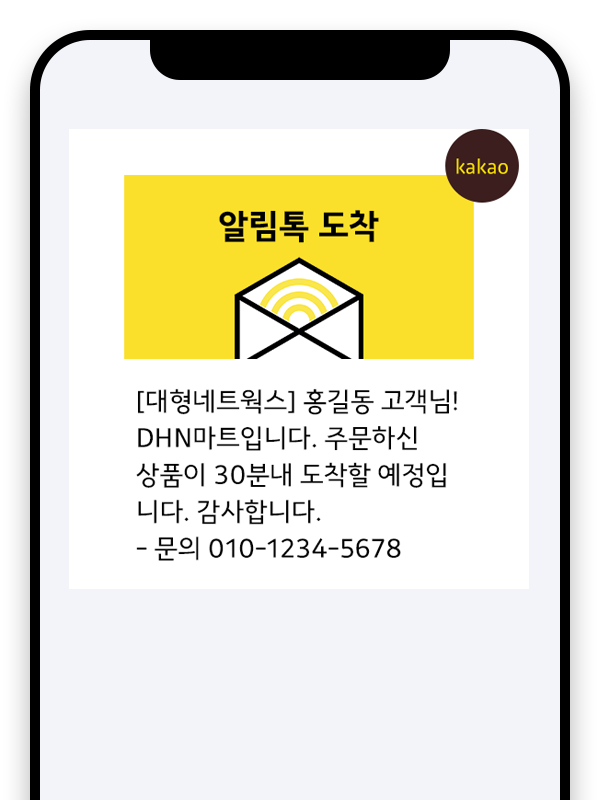 kakao
알림톡 도착
[대형네트웍스] 홍길동 고객님!
DHN마트입니다. 주문하신
상품이 30분내 도착할 예정입
니다. 감사합니다.
- 문의 010-1234-5678